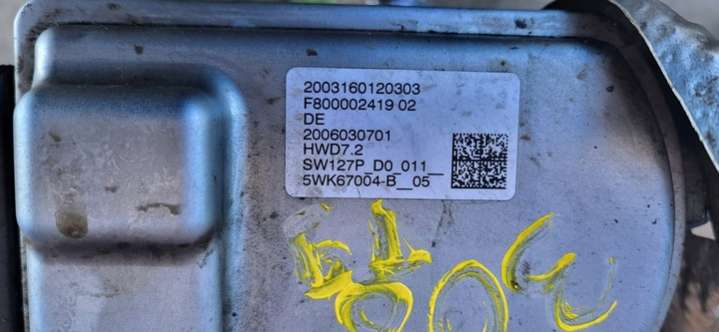 2003160120303
F800002419 02
DE
2006030701
HWD7.2
SW127P_D0_011__
5WK67004-B__05